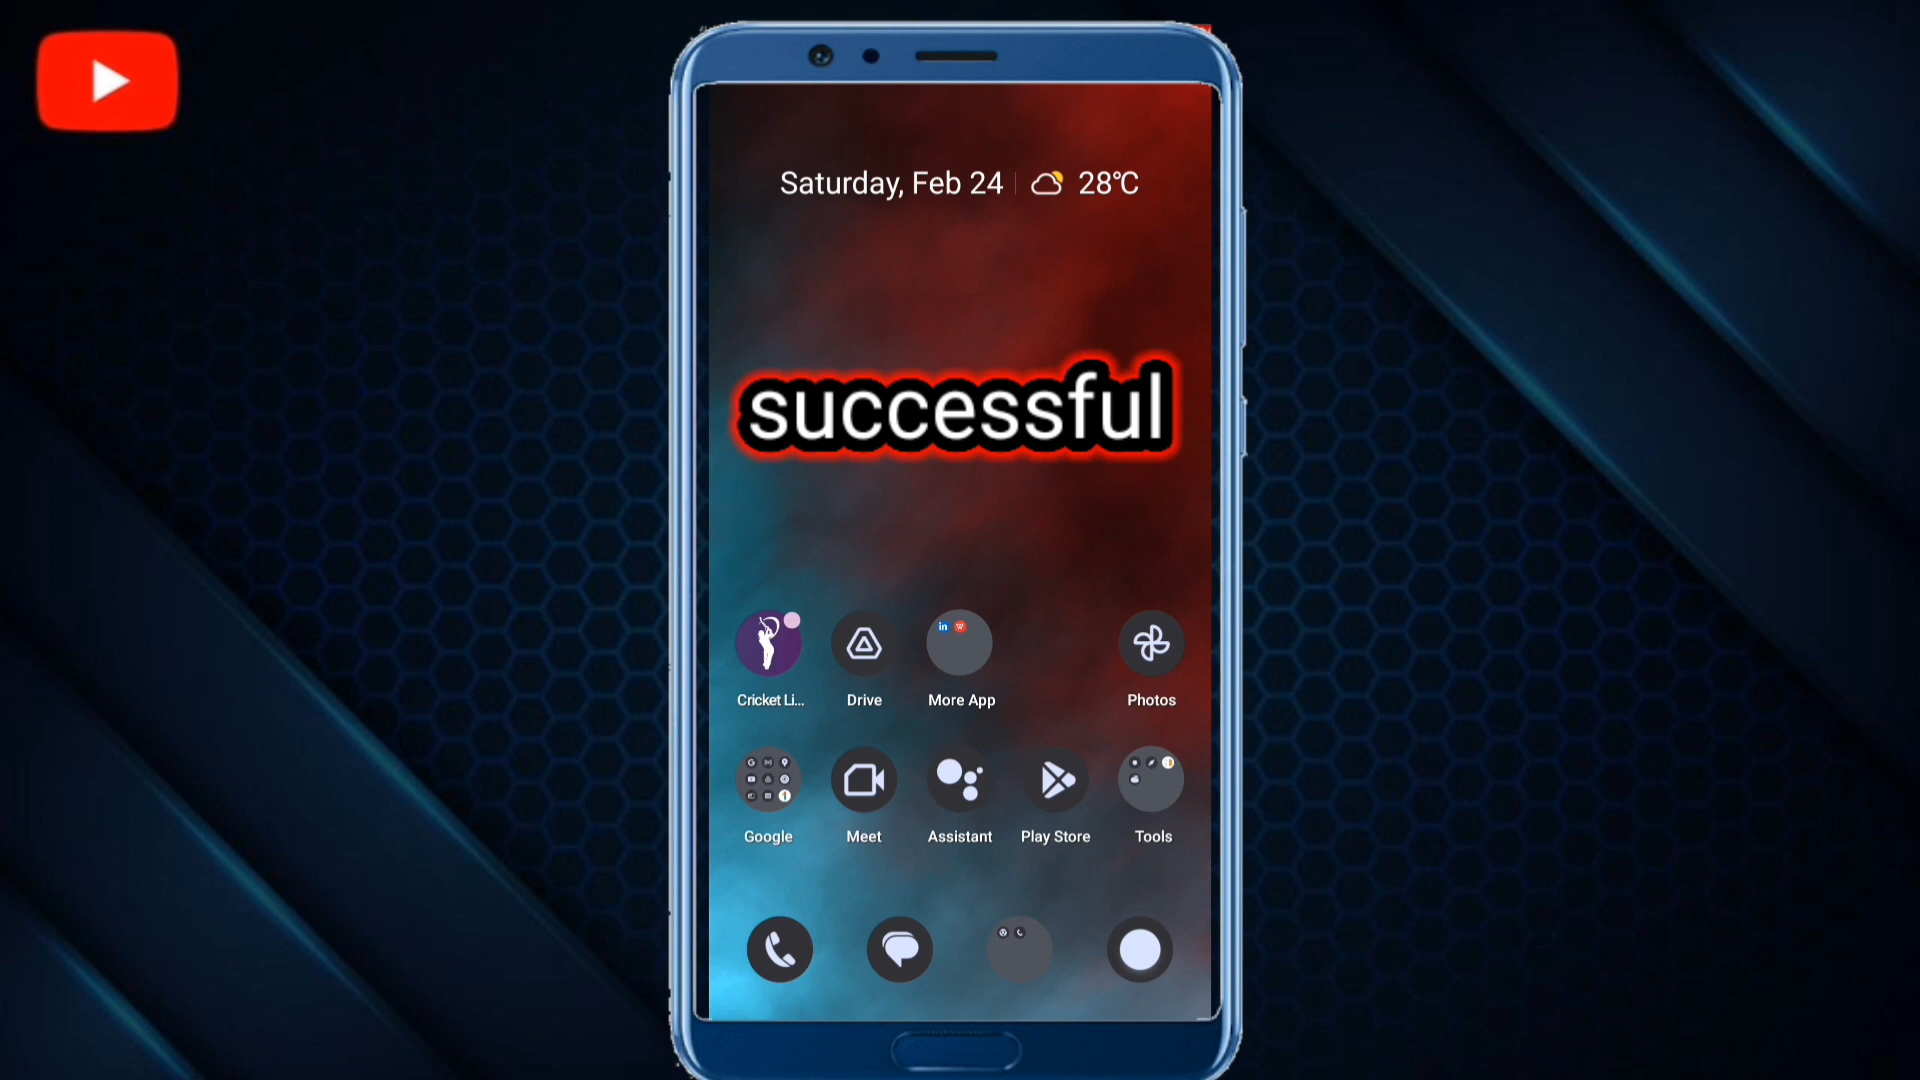 Saturday, Feb 24 28°C
successful
Cricket Li...
Drive
More App
Photos
Google
Meet
Assistant
Play Store
Tools